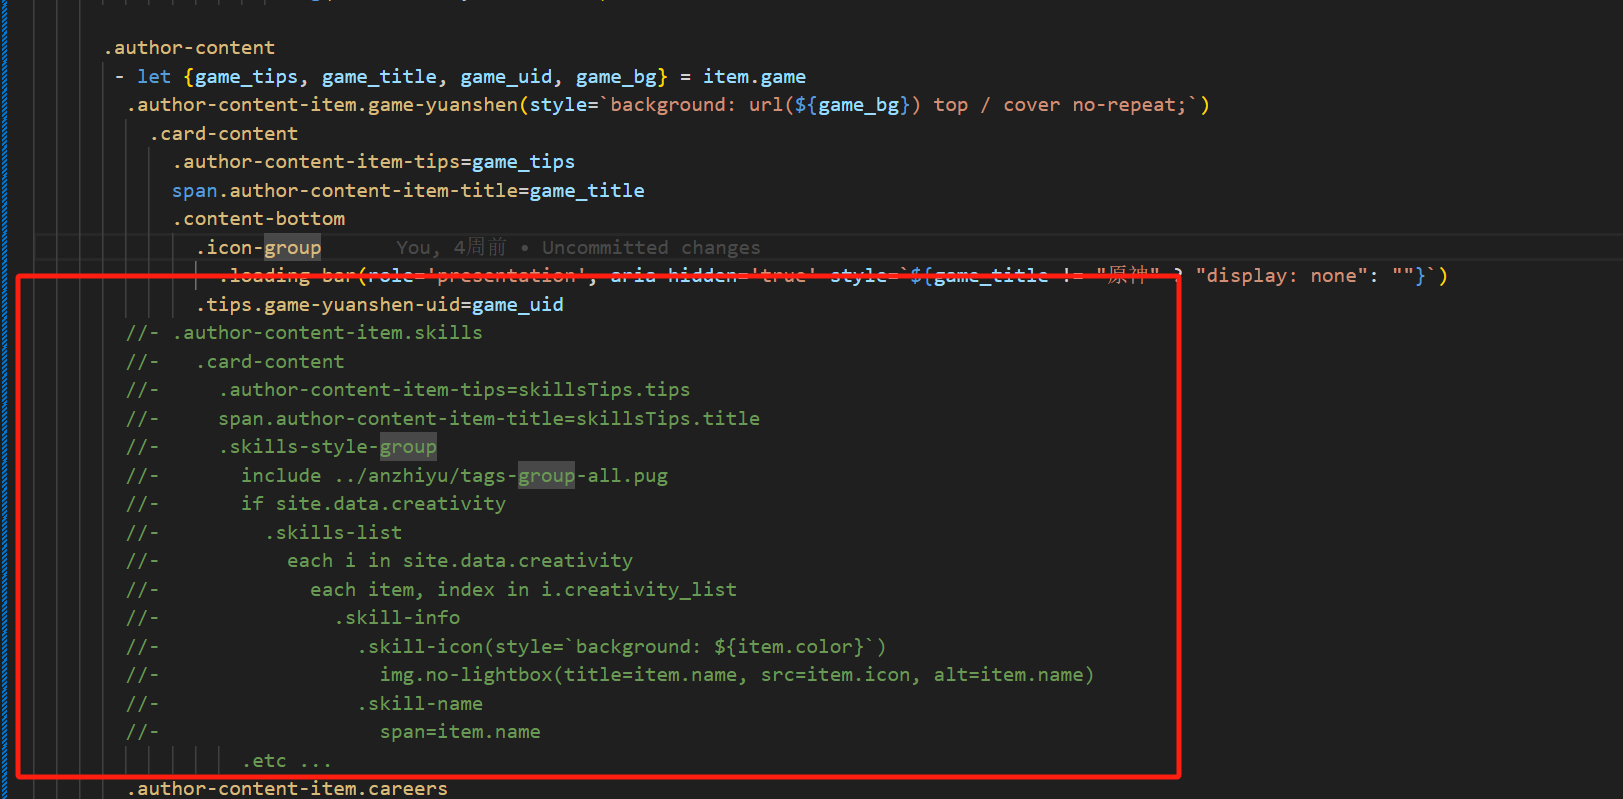 .author-content
- let {game_tips, game_title, game_uid, game_bg} = item.game
.author-content-item.game-yuanshen(style=`background: url(${game_bg}) top / cover no-repeat;`)
.card-content
.author-content-item-tips=game_tips
span.author-content-item-title=game_title
.content-bottom
.icon-group You, 4周前 • Uncommitted changes
.loading-bar(role='presentation', aria-hidden='true' style=`${game_title != "原神" ? "display: none": ""}`)
.tips.game-yuanshen-uid=game_uid
//- .author-content-item.skills
//- .card-content
//- .author-content-item-tips=skillsTips.tips
//- span.author-content-item-title=skillsTips.title
//- .skills-style-group
//- include ../anzhiyu/tags-group-all.pug
//- if site.data.creativity
//- .skills-list
//- each i in site.data.creativity
//- each item, index in i.creativity_list
//- .skill-info
//- .skill-icon(style=`background: ${item.color}`)
//- img.no-lightbox(title=item.name, src=item.icon, alt=item.name)
//- .skill-name
//- span=item.name
.etc ...
.author-content-item.careers